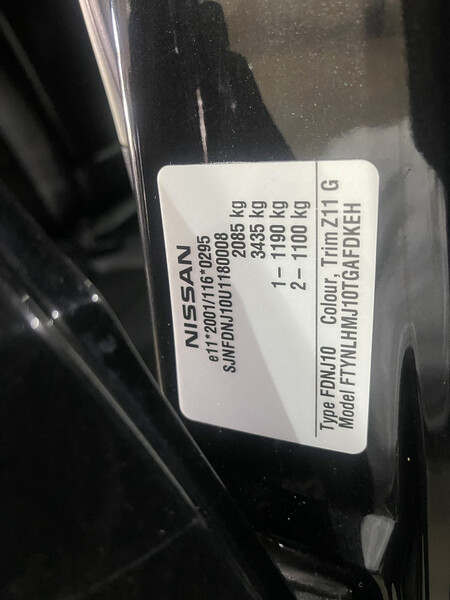 NISSAN
e11*2001/116*0295
SJNFDNJ10U1180008
2085 kg
3435 kg
1– 1190 kg
2– 1100 kg
Type FDNJ10 Colour, Trim Z11 G
Model FTYNLHMJ10TGAFDKEH